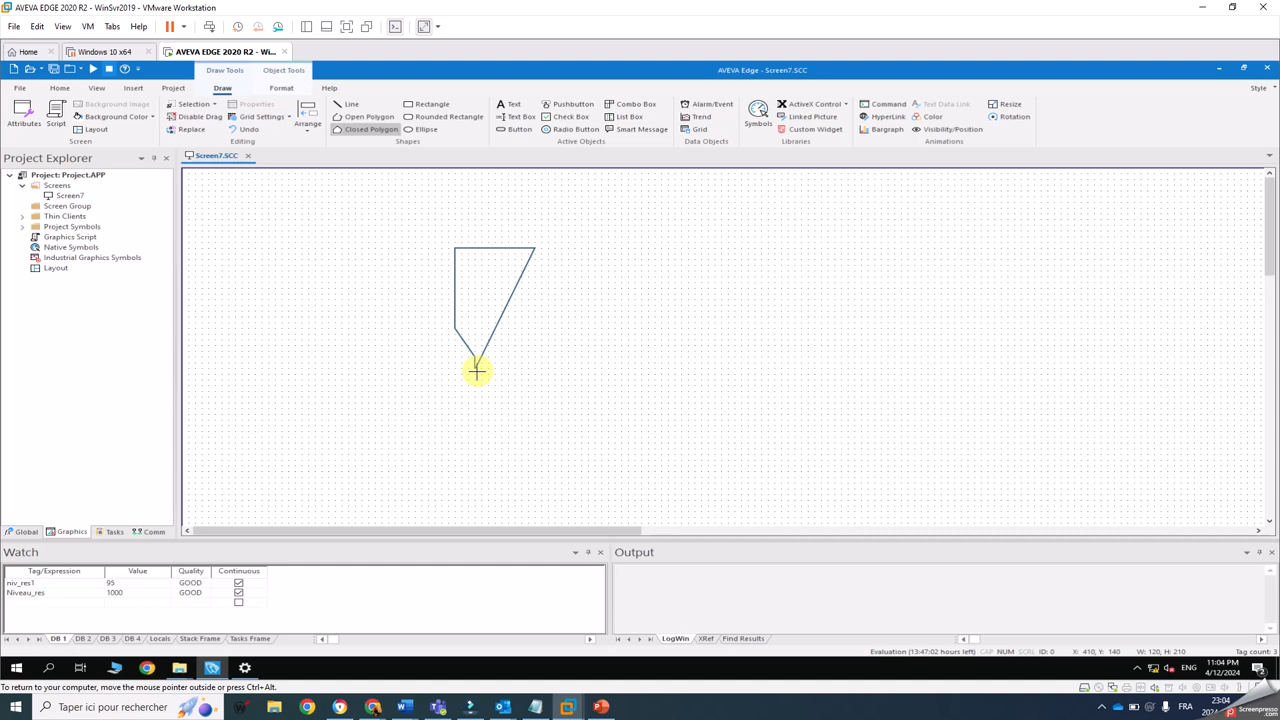 AVEVA EDGE 2020 R2 - WinSvr2019 - VMware Workstation
File Edit View VM Tabs Help
Home Windows 10 x64 AVEVA EDGE 2020 R2 - Wi...
Draw Tools Object Tools AVEVA Edge - Screen7.SCC
File Home View Insert Project Draw Format Help Style
Attributes Script Background Image Background Color Layout Screen
Selection Disable Drag Replace Properties Grid Settings Undo Arrange Editing
Line Open Polygon Closed Polygon Rectangle Rounded Rectangle Ellipse Shapes
Text Text Box Button Pushbutton Check Box Radio Button Combo Box List Box Smart Message Active Objects
Alarm/Event Trend Grid Data Objects
Symbols ActiveX Control Linked Picture Custom Widget Libraries
Command HyperLink Bargraph Text Data Link Color Visibility/Position Resize Rotation Animations
Project Explorer
Screen7.SCC
Project: Project.APP
Screens
Screen7
Screen Group
Thin Clients
Project Symbols
Graphics Script
Native Symbols
Industrial Graphics Symbols
Layout
Global Graphics Tasks Comm
Watch
Tag/Expression Value Quality Continuous
niv_res1 95 GOOD
Niveau_res 1000 GOOD
DB 1 DB 2 DB 3 DB 4 Locals Stack Frame Tasks Frame
Output
LogWin XRef Find Results
Evaluation (13:47:02 hours left) CAP NUM SCRL ID: 0 X: 410, Y: 140 W: 120, H: 210 Tag count: 3
ENG 11:04 PM
4/12/2024
To return to your computer, move the mouse pointer outside or press Ctrl+Alt.
Taper ici pour rechercher
FRA 23:04
Screenpresso
.com